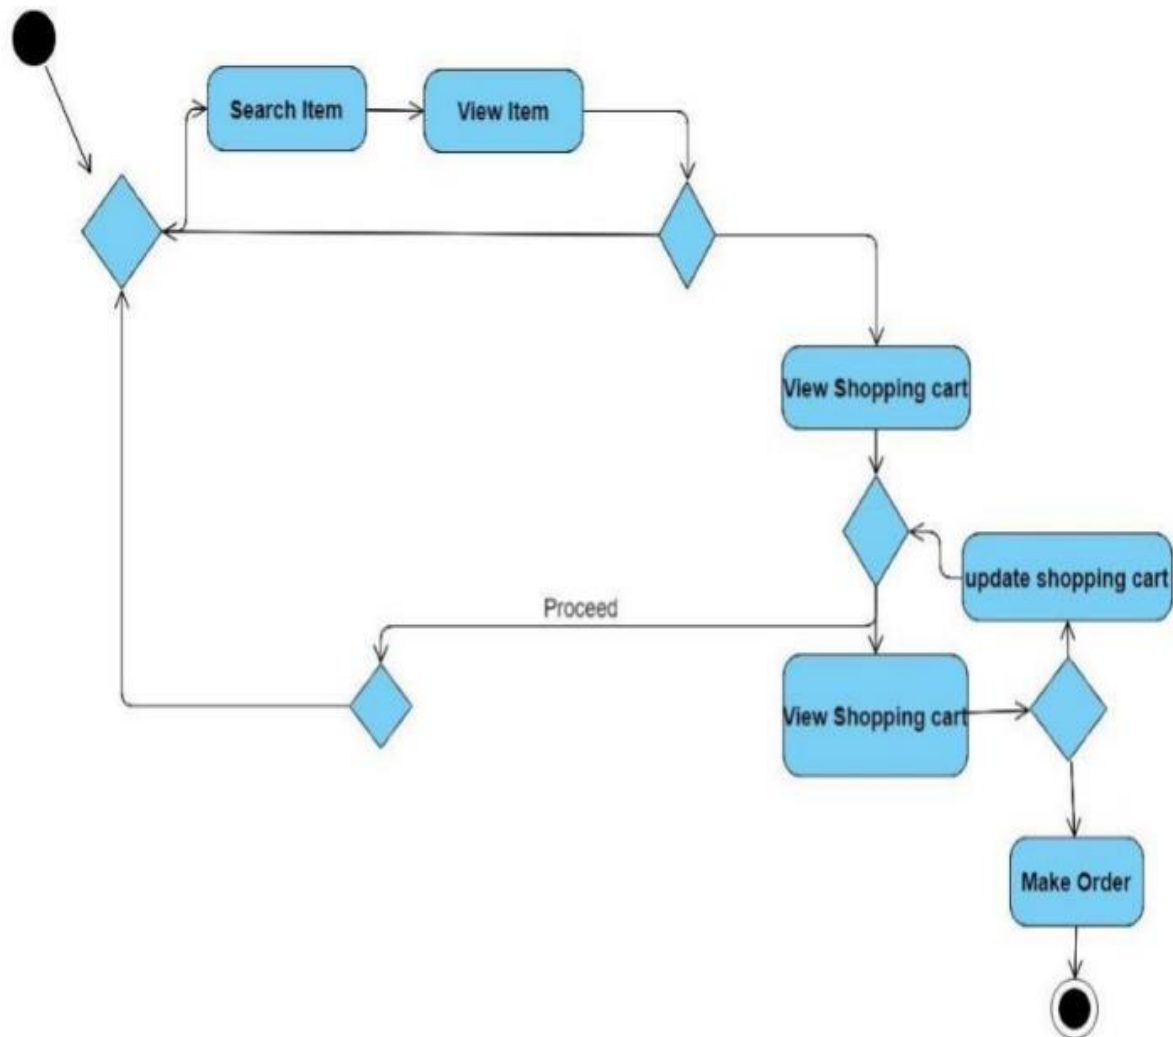 Search Item
View Item
View Shopping cart
update shopping cart
Proceed
View Shopping cart
Make Order